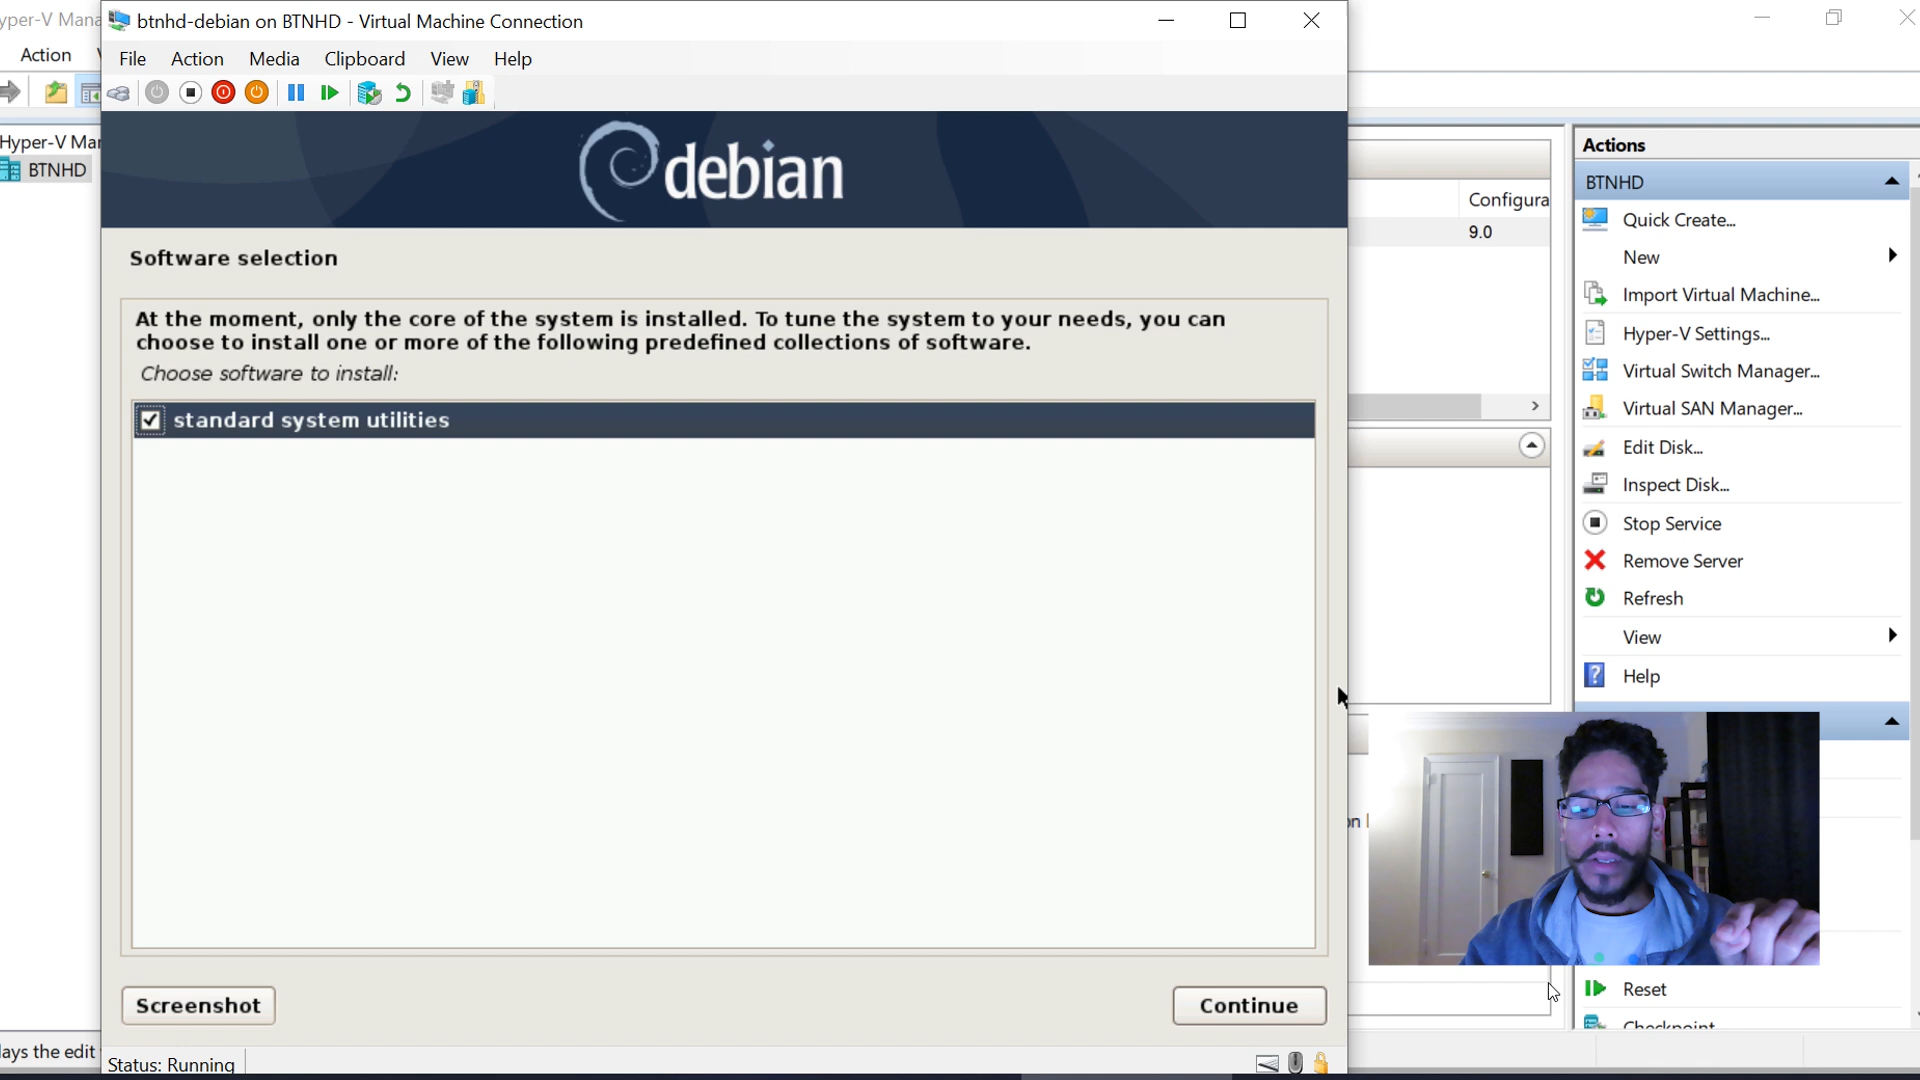 yper-V Mana
Action
btnhd-debian on BTNHD - Virtual Machine Connection
File Action Media Clipboard View Help
Hyper-V Mar
BTNHD
debian
Software selection
At the moment, only the core of the system is installed. To tune the system to your needs, you can
choose to install one or more of the following predefined collections of software.
Choose software to install:
standard system utilities
Screenshot
Continue
Status: Running
lays the edit
Configura
9.0
on
Actions
BTNHD
Quick Create...
New
Import Virtual Machine...
Hyper-V Settings...
Virtual Switch Manager...
Virtual SAN Manager...
Edit Disk...
Inspect Disk...
Stop Service
Remove Server
Refresh
View
Help
Reset
Checkpoint